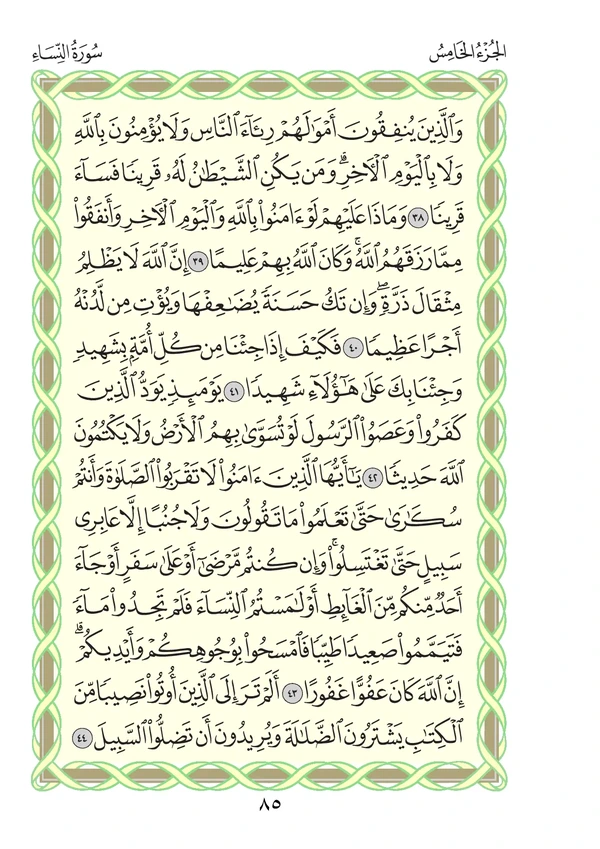 الجُزْءُ الخَامِسُ
سُورَةُ النِّسَاءِ
وَٱلَّذِينَ يُنفِقُونَ أَمْوَٰلَهُمْ رِئَآءَ ٱلنَّاسِ وَلَا يُؤْمِنُونَ بِٱللَّهِ
وَلَا بِٱلْيَوْمِ ٱلْـَٔاخِرِۗ وَمَن يَكُنِ ٱلشَّيْطَٰنُ لَهُۥ قَرِينٗا فَسَآءَ
قَرِينٗا ٣٨ وَمَاذَا عَلَيْهِمْ لَوْ ءَامَنُوا۟ بِٱللَّهِ وَٱلْيَوْمِ ٱلْـَٔاخِرِ وَأَنفَقُوا۟
مِمَّا رَزَقَهُمُ ٱللَّهُۚ وَكَانَ ٱللَّهُ بِهِمْ عَلِيمًا ٣٩ إِنَّ ٱللَّهَ لَا يَظْلِمُ
مِثْقَالَ ذَرَّةٖۖ وَإِن تَكُ حَسَنَةٗ يُضَٰعِفْهَا وَيُؤْتِ مِن لَّدُنْهُ
أَجْرًا عَظِيمٗا ٤٠ فَكَيْفَ إِذَا جِئْنَا مِن كُلِّ أُمَّةِۭ بِشَهِيدٖ
وَجِئْنَا بِكَ عَلَىٰ هَٰٓؤُلَآءِ شَهِيدٗا ٤١ يَوْمَئِذٖ يَوَدُّ ٱلَّذِينَ
كَفَرُوا۟ وَعَصَوُا۟ ٱلرَّسُولَ لَوْ تُسَوَّىٰ بِهِمُ ٱلْأَرْضُ وَلَا يَكْتُمُونَ
ٱللَّهَ حَدِيثٗا ٤٢ يَٰٓأَيُّهَا ٱلَّذِينَ ءَامَنُوا۟ لَا تَقْرَبُوا۟ ٱلصَّلَوٰةَ وَأَنتُمْ
سُكَٰرَىٰ حَتَّىٰ تَعْلَمُوا۟ مَا تَقُولُونَ وَلَا جُنُبًا إِلَّا عَابِرِي
سَبِيلٍ حَتَّىٰ تَغْتَسِلُوا۟ۚ وَإِن كُنتُم مَّرْضَىٰٓ أَوْ عَلَىٰ سَفَرٍ أَوْ جَآءَ
أَحَدٞ مِّنكُم مِّنَ ٱلْغَآئِطِ أَوْ لَٰمَسْتُمُ ٱلنِّسَآءَ فَلَمْ تَجِدُوا۟ مَآءٗ
فَتَيَمَّمُوا۟ صَعِيدٗا طَيِّبٗا فَٱمْسَحُوا۟ بِوُجُوهِكُمْ وَأَيْدِيكُمْۗ
إِنَّ ٱللَّهَ كَانَ عَفُوًّا غَفُورًا ٤٣ أَلَمْ تَرَ إِلَى ٱلَّذِينَ أُوتُوا۟ نَصِيبٗا مِّنَ
ٱلْكِتَٰبِ يَشْتَرُونَ ٱلضَّلَٰلَةَ وَيُرِيدُونَ أَن تَضِلُّوا۟ ٱلسَّبِيلَ ٤٤
٨٥